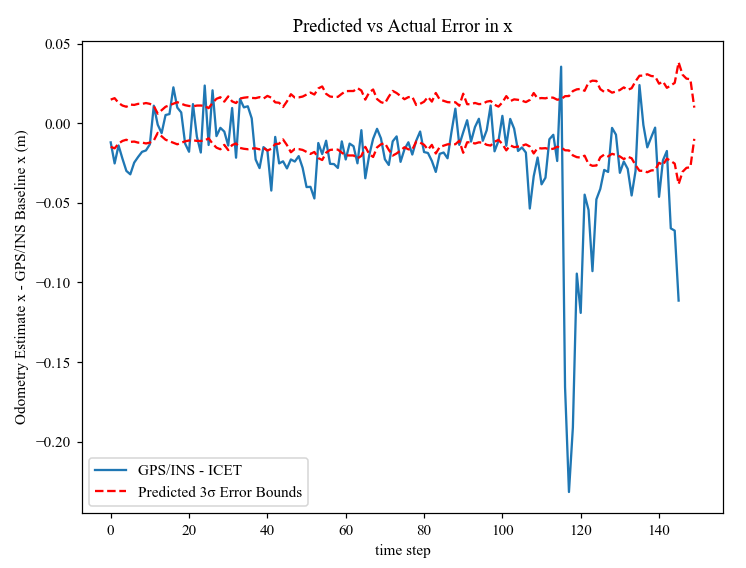 Predicted vs Actual Error in x
Odometry Estimate x - GPS/INS Baseline x (m)
0.05
0.00
−0.05
−0.10
−0.15
−0.20
GPS/INS - ICET
Predicted 3σ Error Bounds
0 20 40 60 80 100 120 140
time step